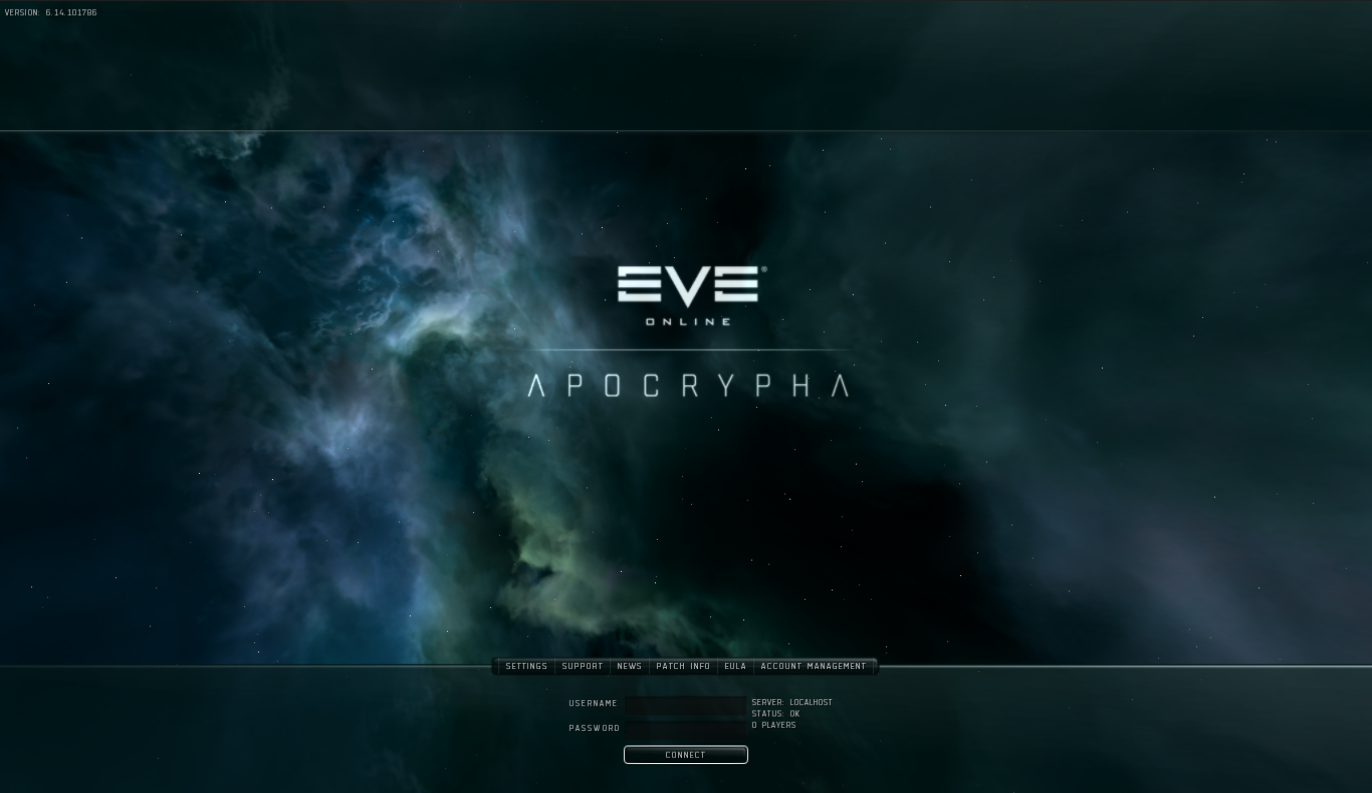 VERSION: 6.14.101786
EVE®
ONLINE
APOCRYPHA
SETTINGS SUPPORT NEWS PATCH INFO EULA ACCOUNT MANAGEMENT
USERNAME
SERVER: LOCALHOST
STATUS: OK
PASSWORD
0 PLAYERS
CONNECT